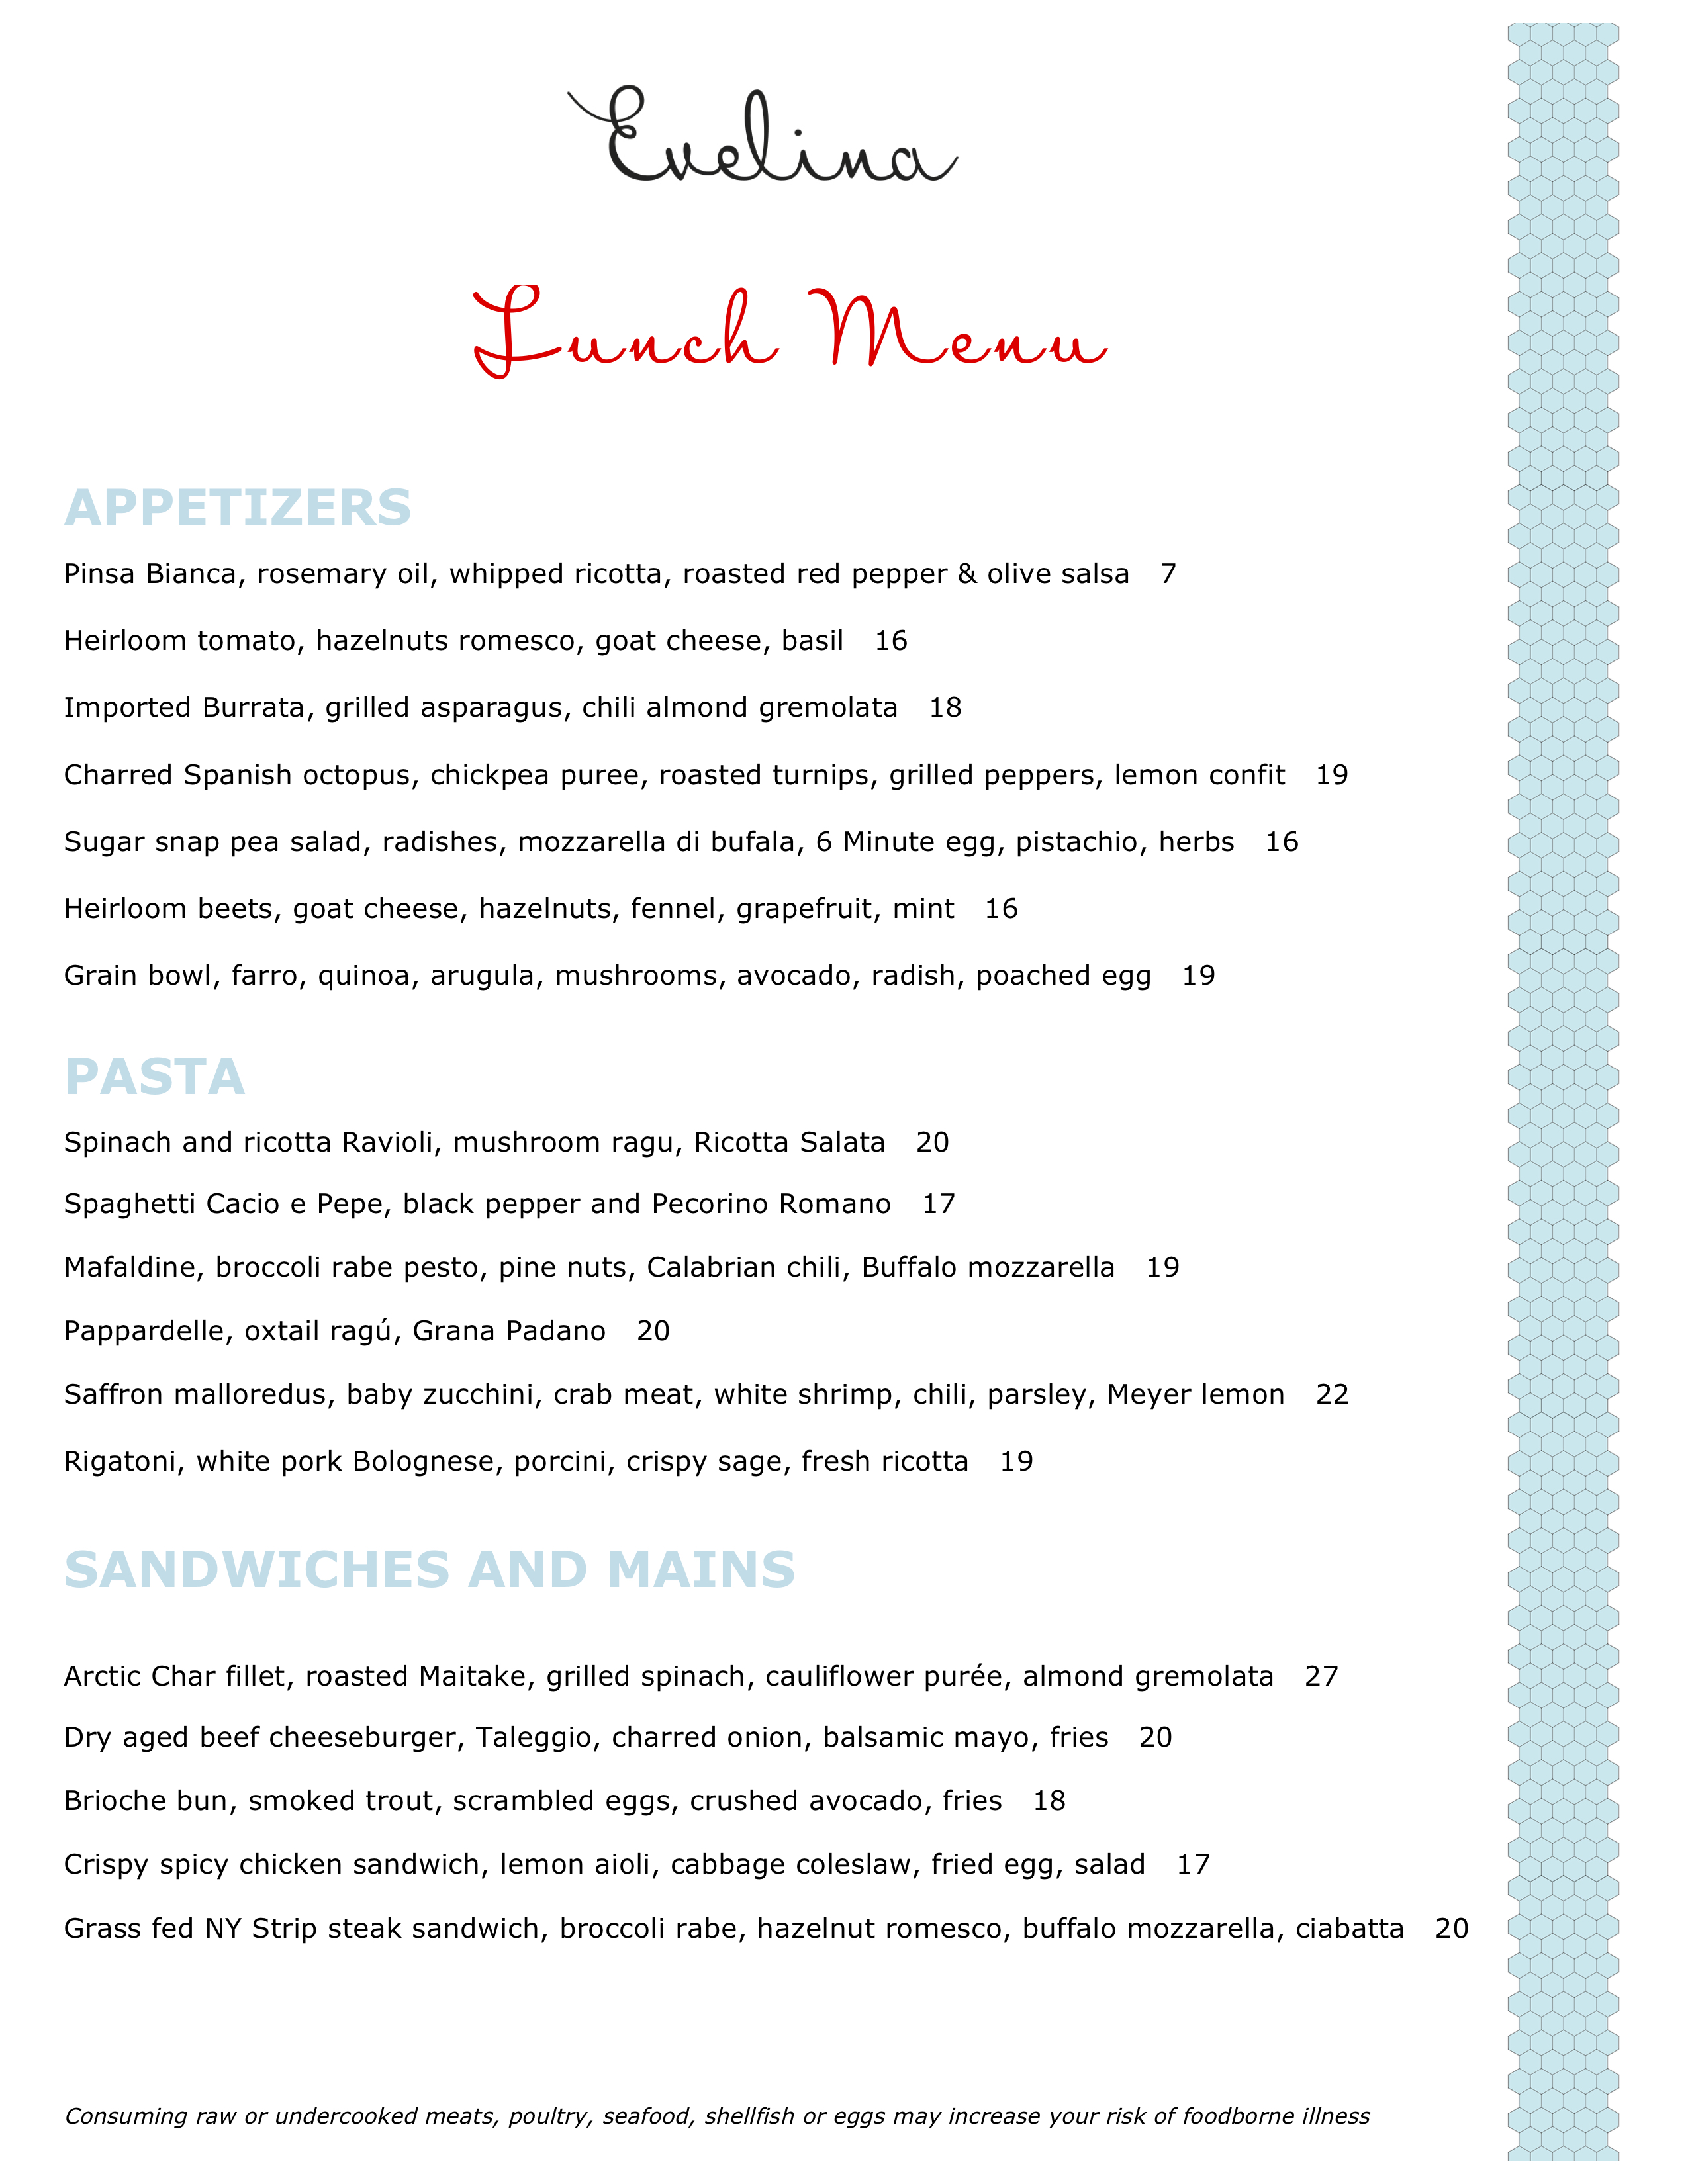 Evelina
Lunch Menu
APPETIZERS
Pinsa Bianca, rosemary oil, whipped ricotta, roasted red pepper & olive salsa 7
Heirloom tomato, hazelnuts romesco, goat cheese, basil 16
Imported Burrata, grilled asparagus, chili almond gremolata 18
Charred Spanish octopus, chickpea puree, roasted turnips, grilled peppers, lemon confit 19
Sugar snap pea salad, radishes, mozzarella di bufala, 6 Minute egg, pistachio, herbs 16
Heirloom beets, goat cheese, hazelnuts, fennel, grapefruit, mint 16
Grain bowl, farro, quinoa, arugula, mushrooms, avocado, radish, poached egg 19
PASTA
Spinach and ricotta Ravioli, mushroom ragu, Ricotta Salata 20
Spaghetti Cacio e Pepe, black pepper and Pecorino Romano 17
Mafaldine, broccoli rabe pesto, pine nuts, Calabrian chili, Buffalo mozzarella 19
Pappardelle, oxtail ragú, Grana Padano 20
Saffron malloredus, baby zucchini, crab meat, white shrimp, chili, parsley, Meyer lemon 22
Rigatoni, white pork Bolognese, porcini, crispy sage, fresh ricotta 19
SANDWICHES AND MAINS
Arctic Char fillet, roasted Maitake, grilled spinach, cauliflower purée, almond gremolata 27
Dry aged beef cheeseburger, Taleggio, charred onion, balsamic mayo, fries 20
Brioche bun, smoked trout, scrambled eggs, crushed avocado, fries 18
Crispy spicy chicken sandwich, lemon aioli, cabbage coleslaw, fried egg, salad 17
Grass fed NY Strip steak sandwich, broccoli rabe, hazelnut romesco, buffalo mozzarella, ciabatta 20
Consuming raw or undercooked meats, poultry, seafood, shellfish or eggs may increase your risk of foodborne illness